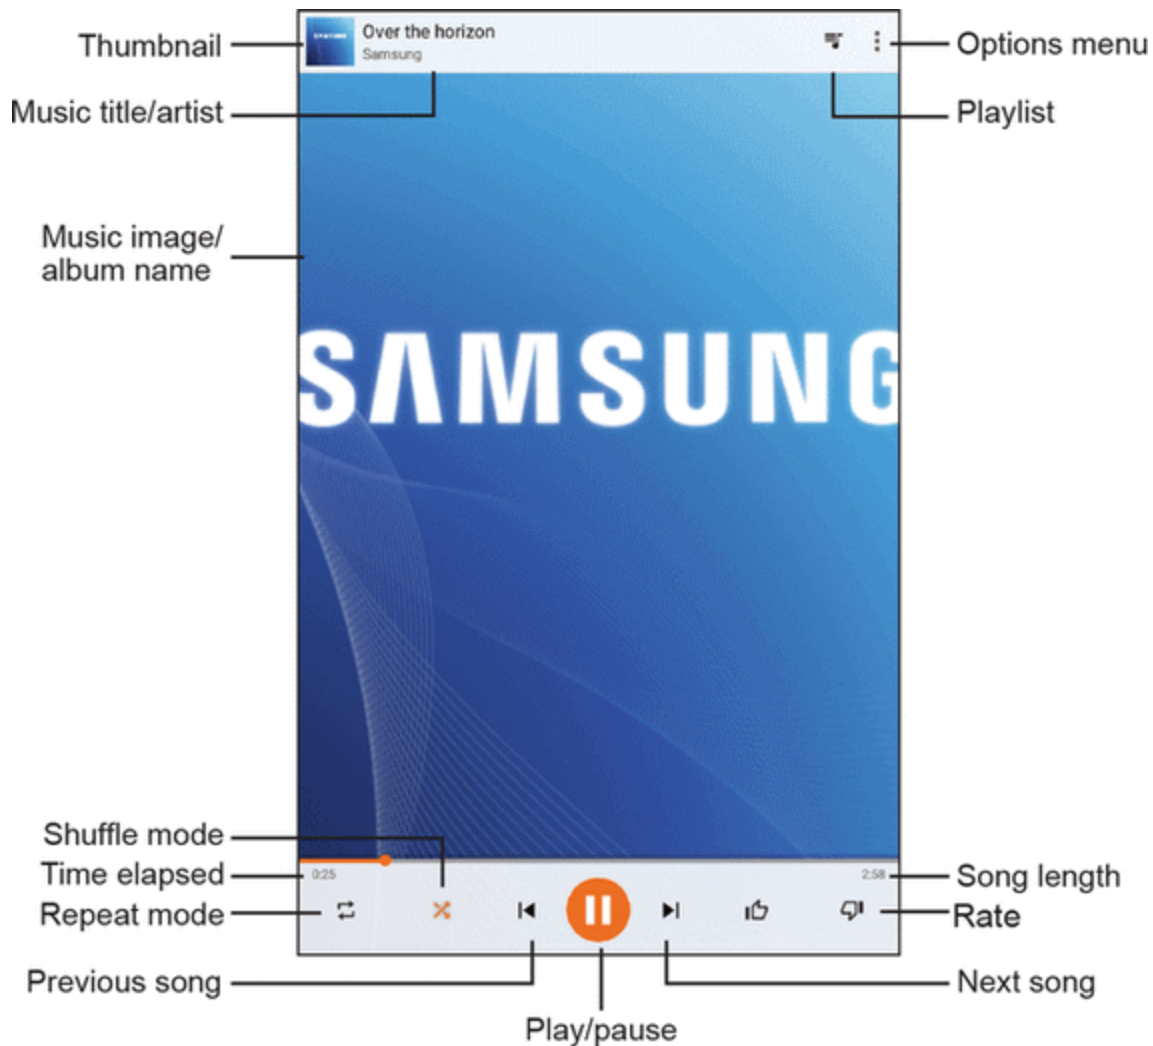 Thumbnail
Over the horizon
Samsung
Options menu
Music title/artist
Playlist
Music image/
album name
SAMSUNG
Shuffle mode
Time elapsed
0:25
2:58
Song length
Repeat mode
Rate
Previous song
Next song
Play/pause